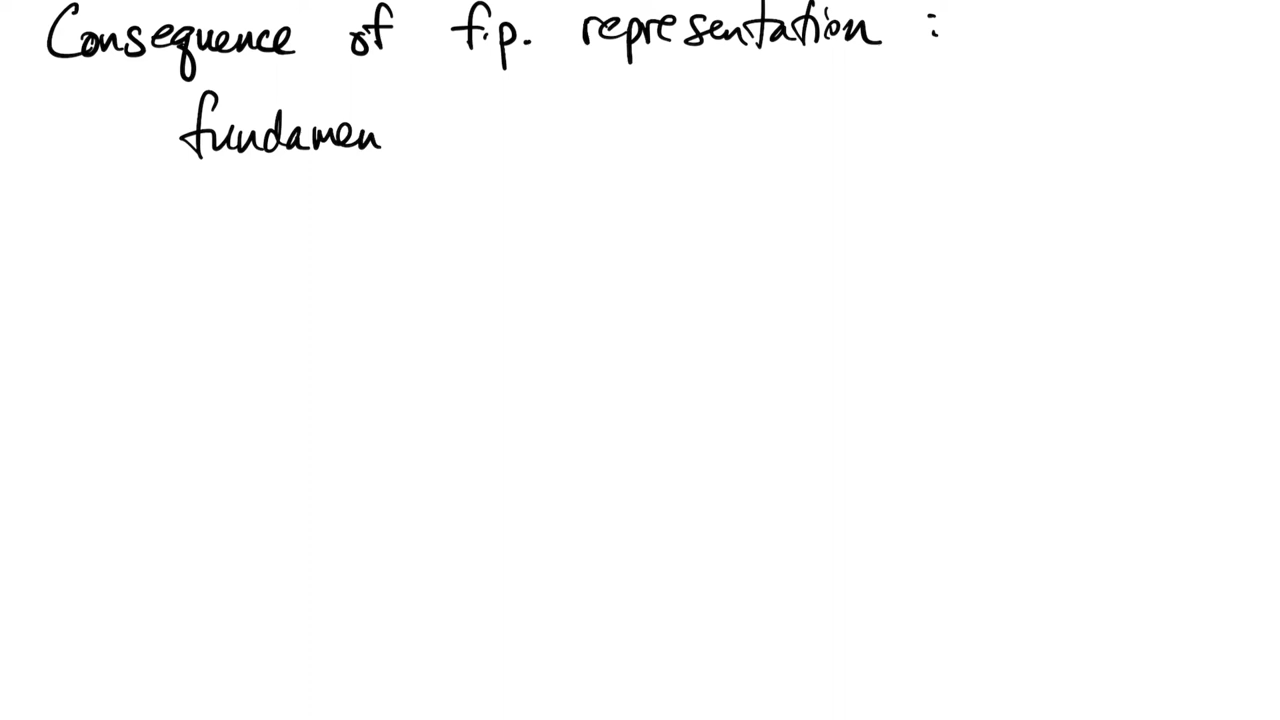 Consequence of f.p. representation :
fundamen